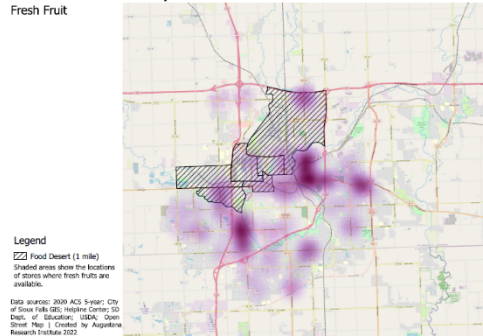 Fresh Fruit
Legend
Food Desert (1 mile)
Shaded areas show the locations
of stores where fresh fruits are
available.
Data sources: 2020 ACS 5-year; City
of Sioux Falls GIS; Helpline Center; SD
Dept. of Education; USDA; Open
Street Map | Created by Augustana
Research Institute 2022